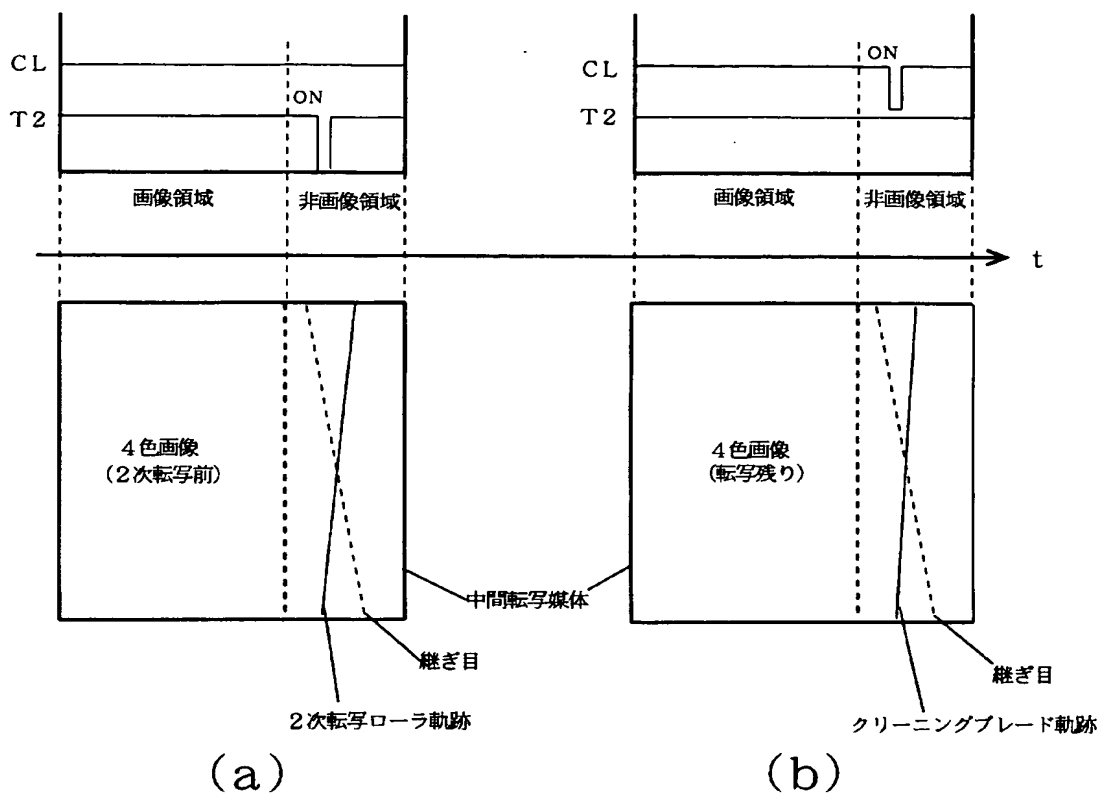 CL
ON
T2
画像領域
非画像領域
ON
CL
T2
画像領域
非画像領域
t
4色画像
(2次転写前)
4色画像
(転写残り)
中間転写媒体
継ぎ目
継ぎ目
2次転写ローラ軌跡
クリーニングブレード軌跡
(a)
(b)